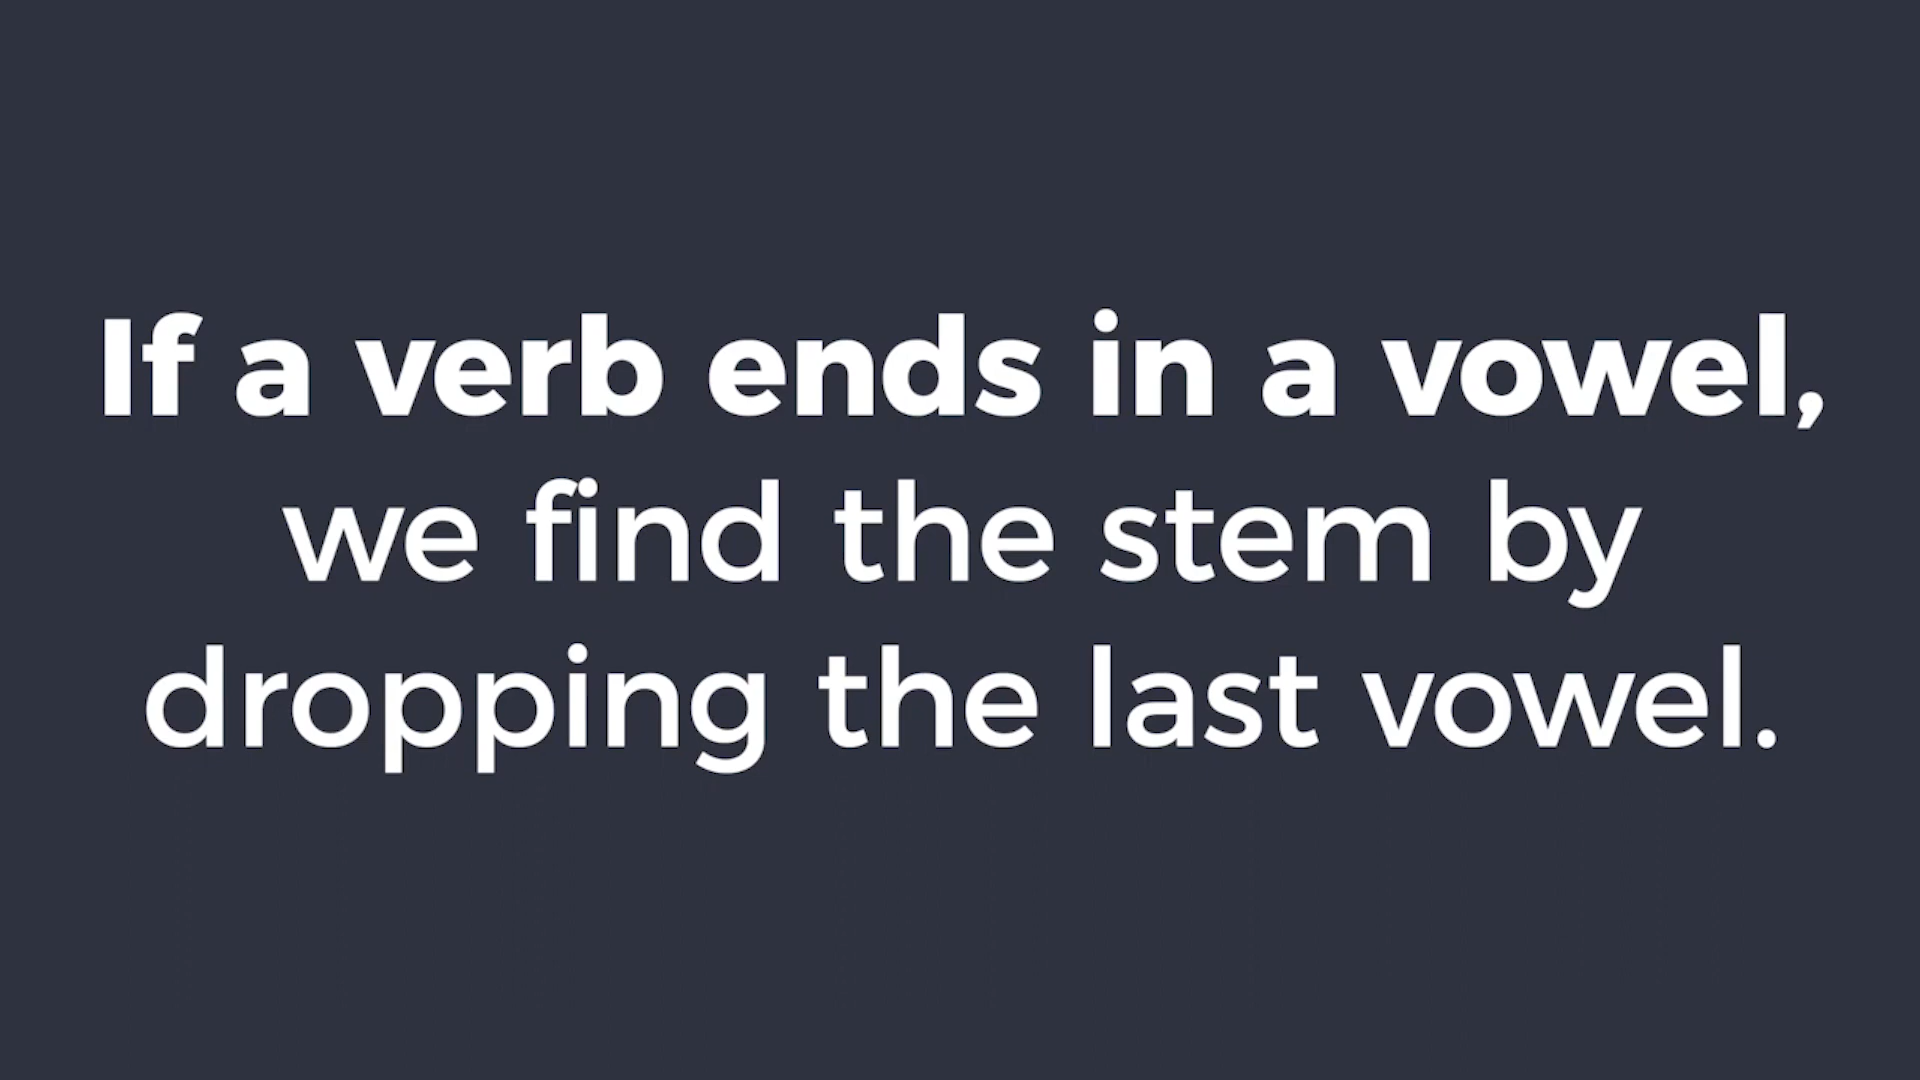 If a verb ends in a vowel,
we find the stem by
dropping the last vowel.